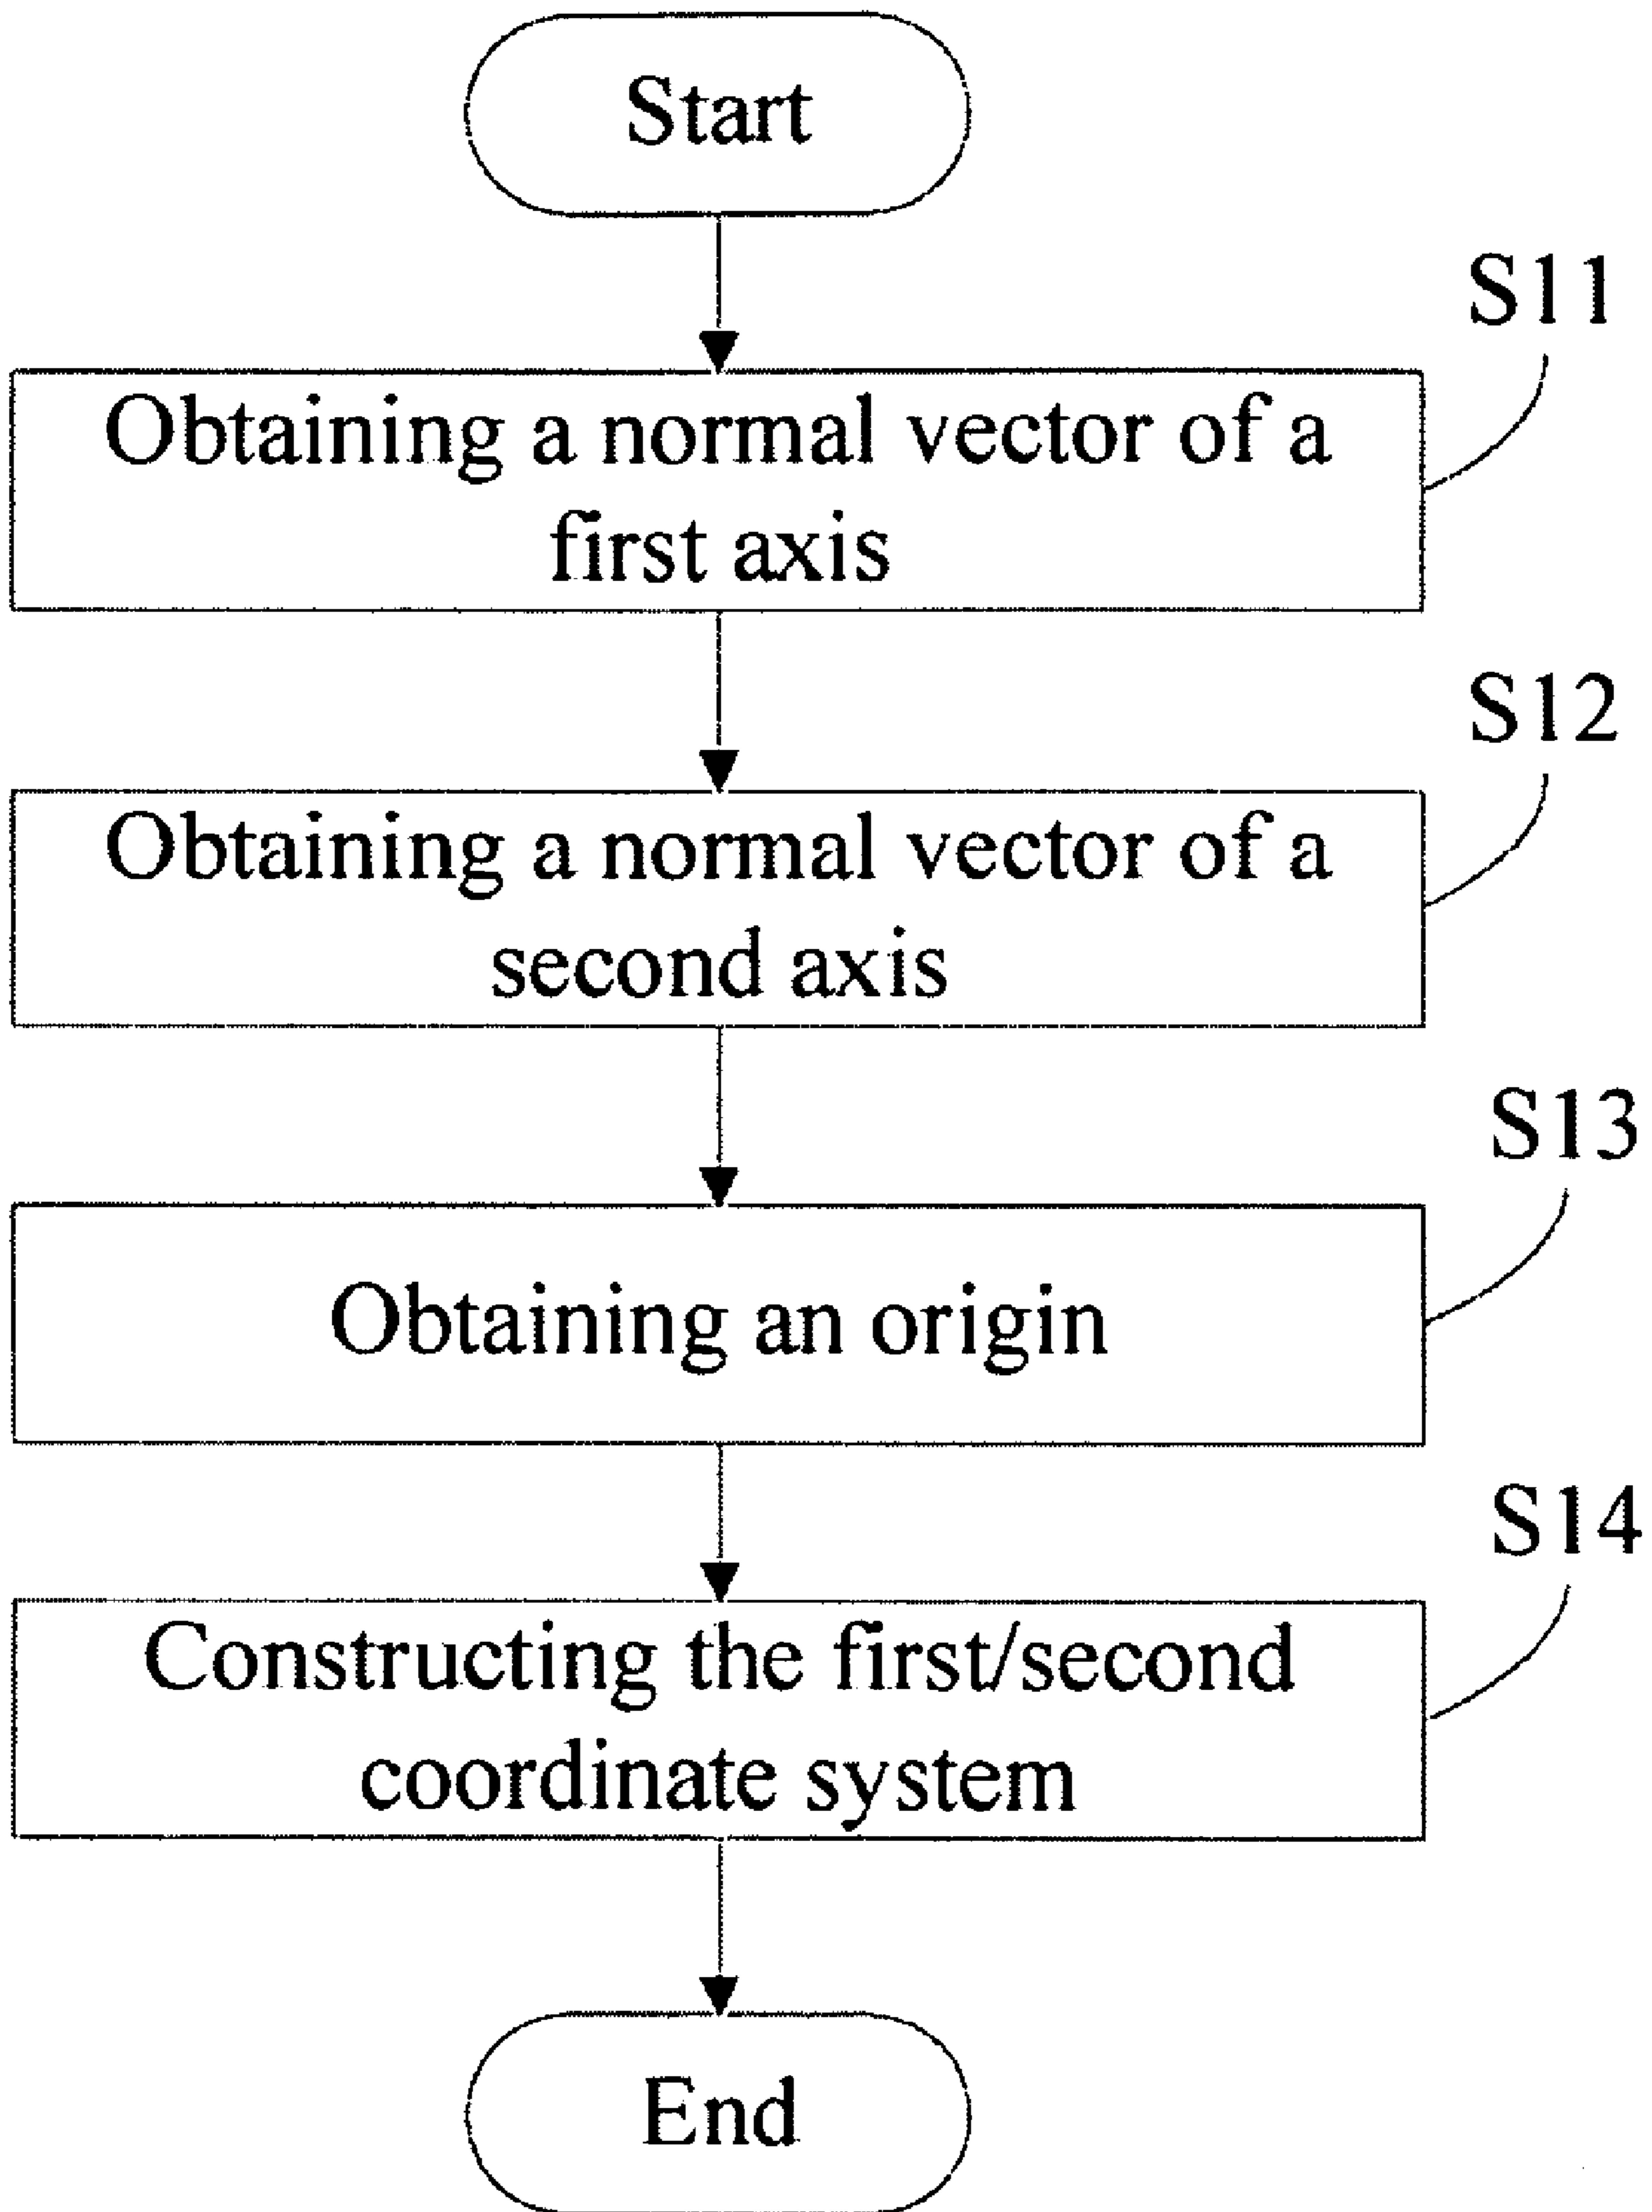 Start
S11
Obtaining a normal vector of a
first axis
S12
Obtaining a normal vector of a
second axis
S13
Obtaining an origin
S14
Constructing the first/second
coordinate system
End